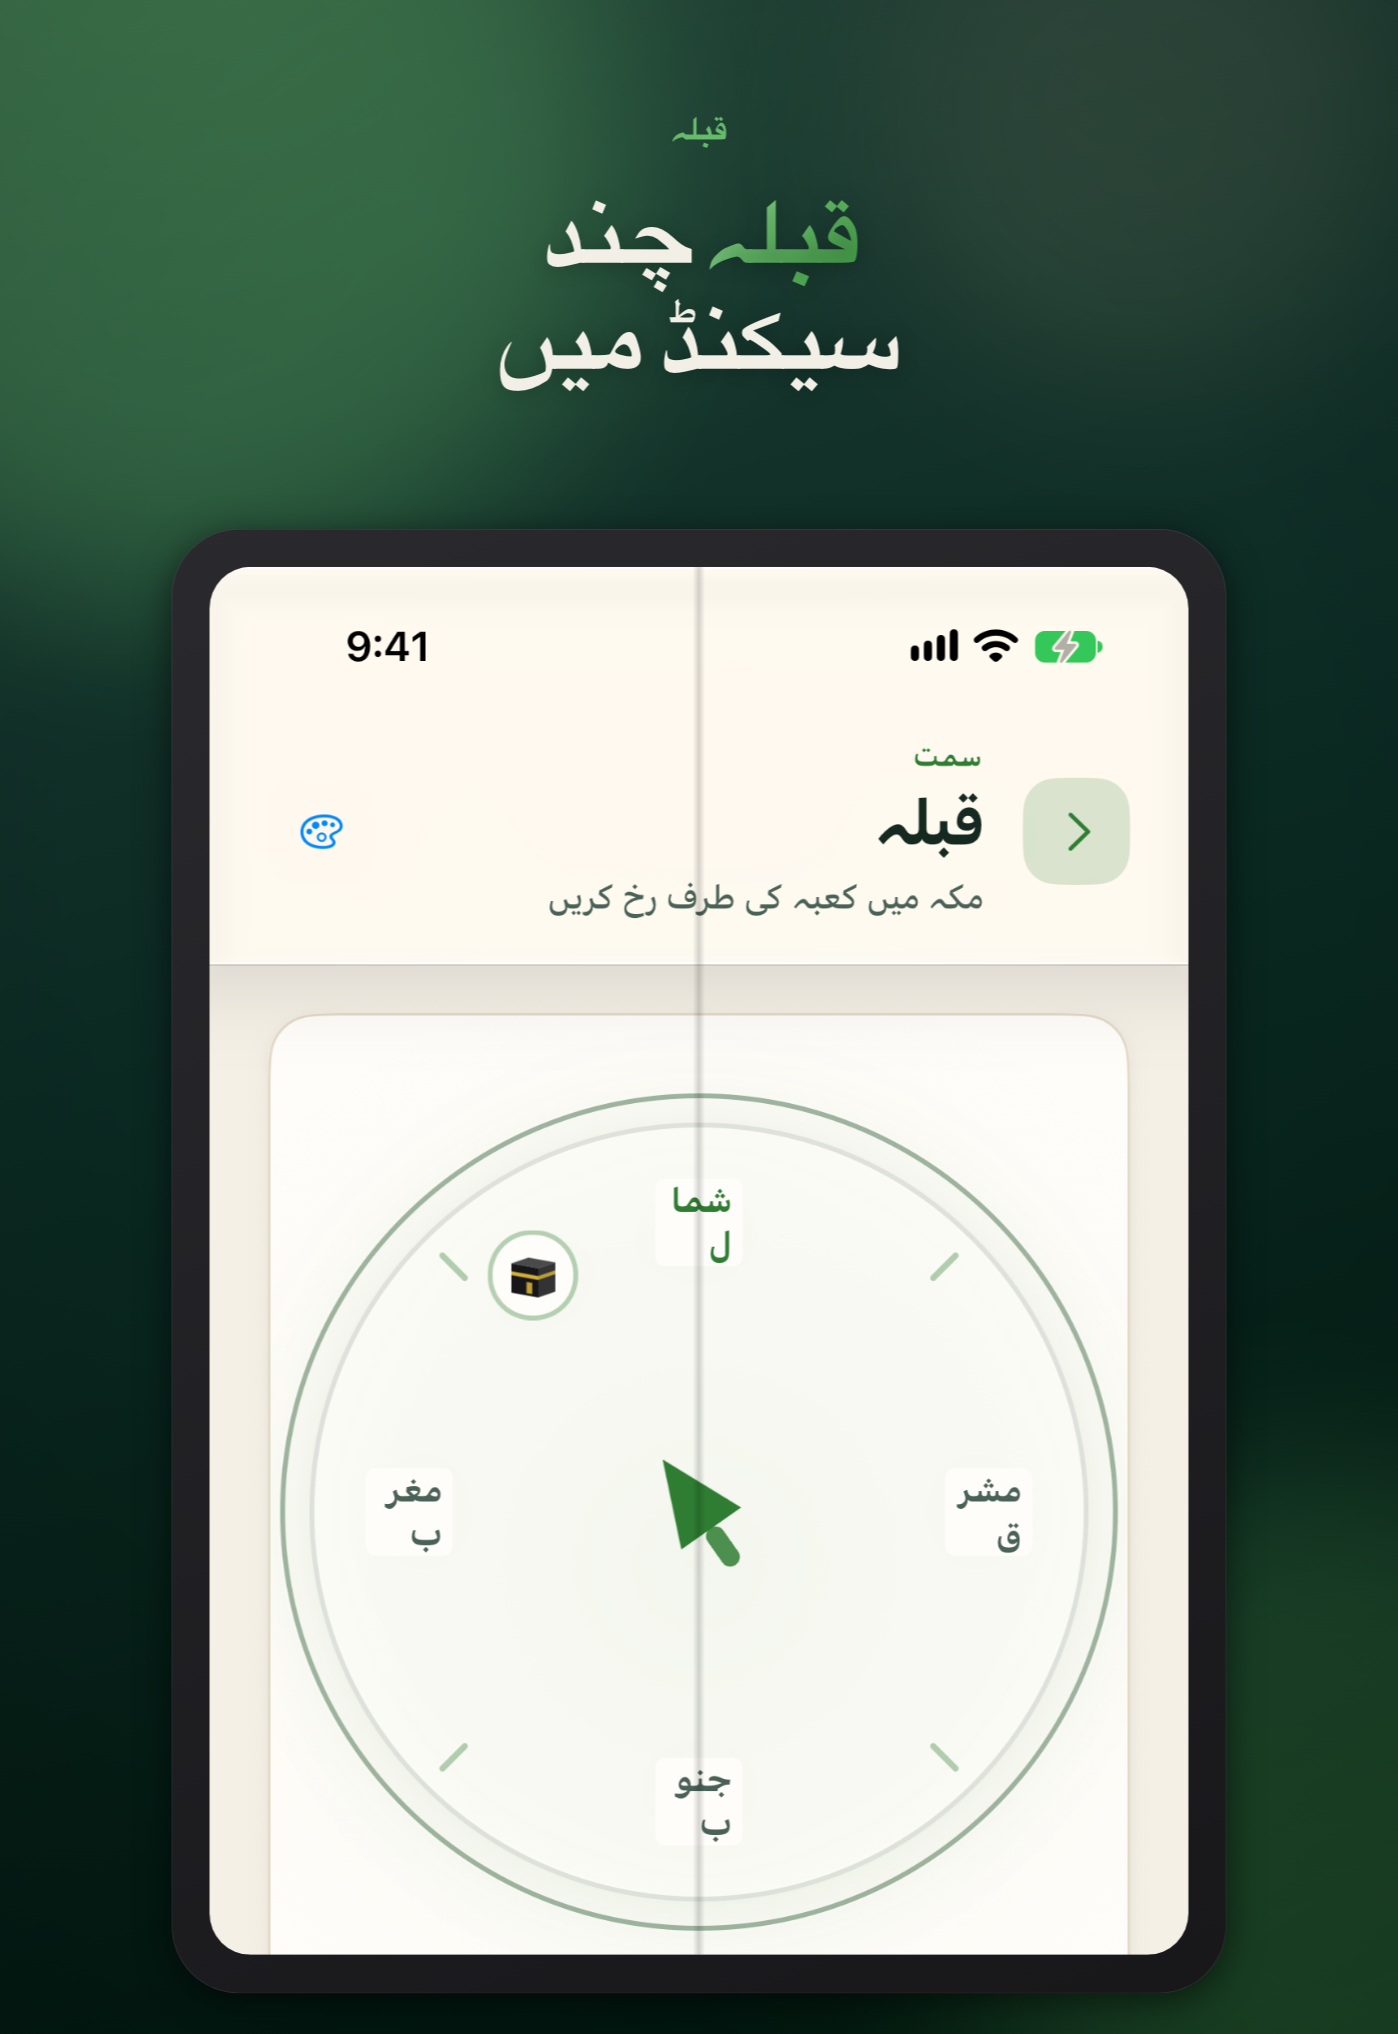 قبلہ
قبلہ چند
سیکنڈ میں
9:41
سمت
قبلہ
مکہ میں کعبہ کی طرف رخ کریں
شما
ل
مغر
ب
مشر
ق
جنو
ب